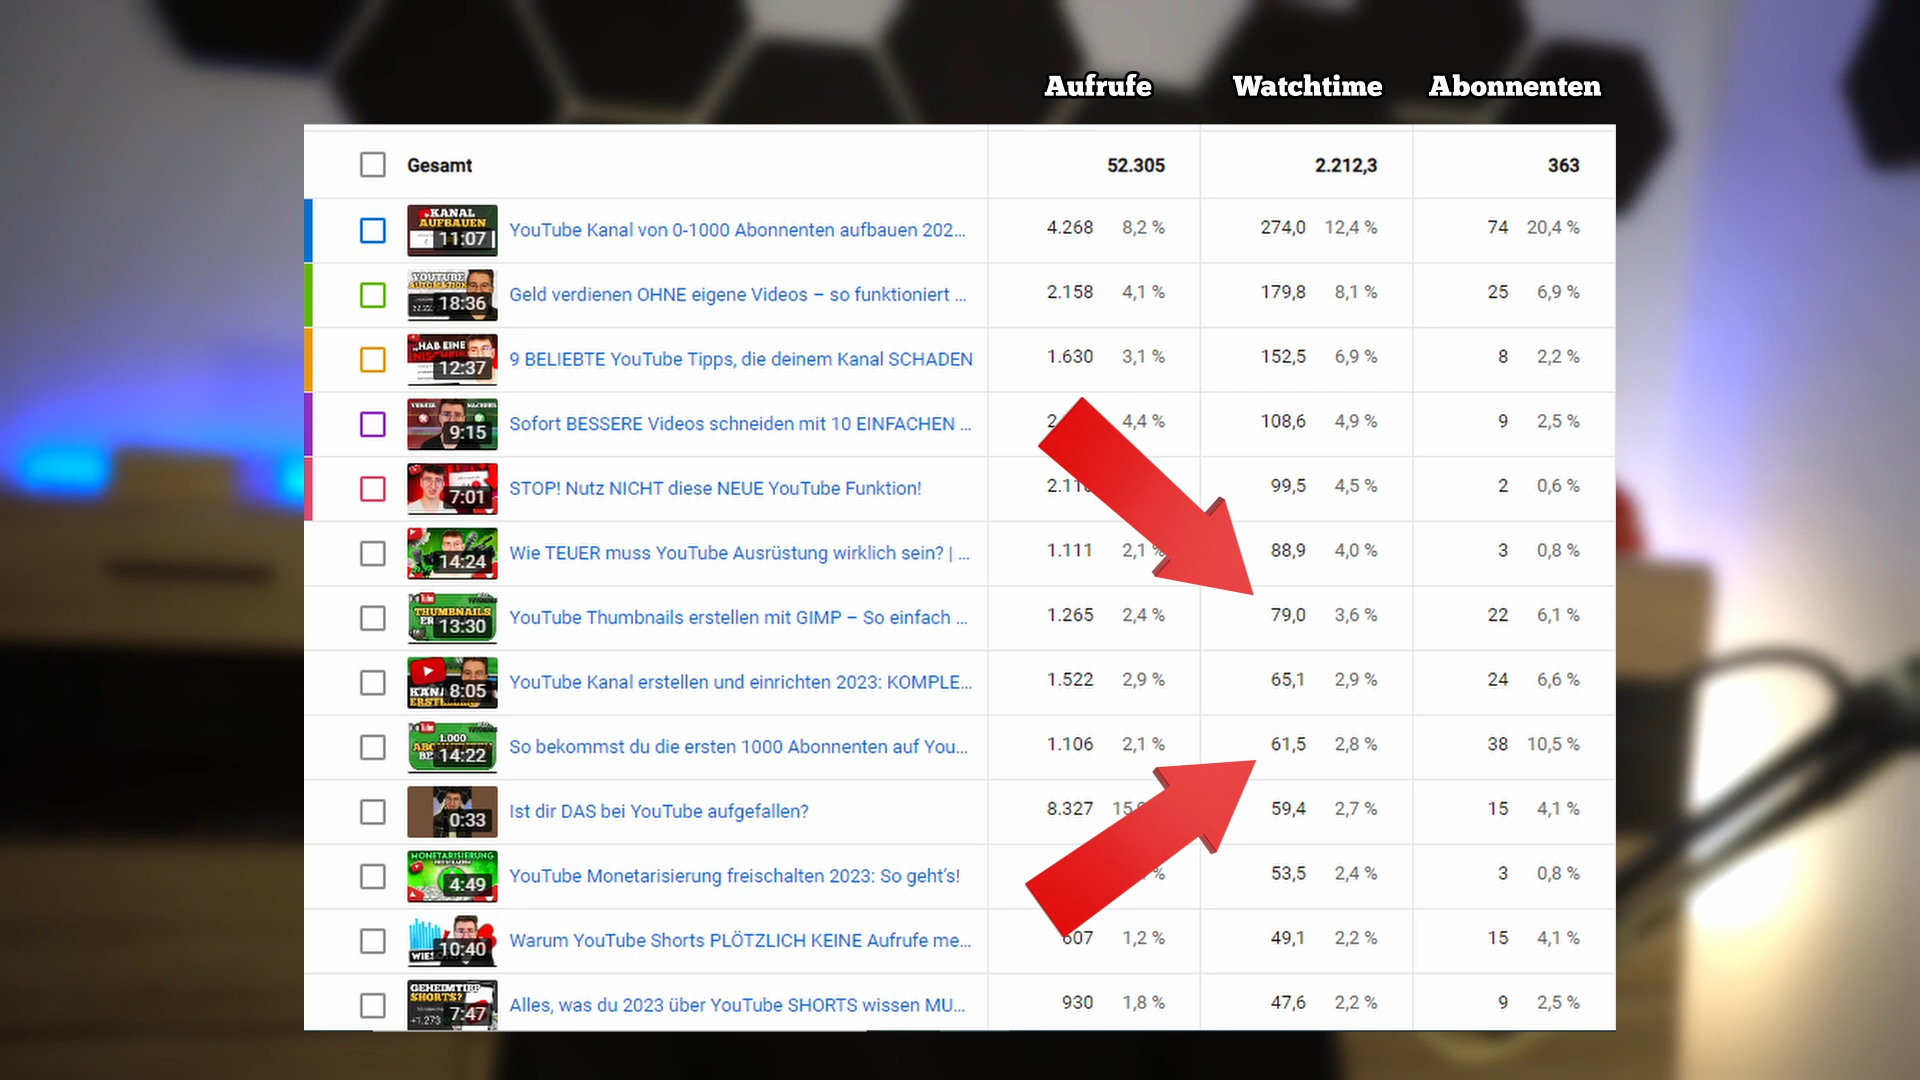 Aufrufe Watchtime Abonnenten
Gesamt 52.305 2.212,3 363
KANAL
AUFBAUEN
11:07
YouTube Kanal von 0-1000 Abonnenten aufbauen 202... 4.268 8,2 % 274,0 12,4 % 74 20,4 %
YOUTUBE
AUTOMATION
18:36
Geld verdienen OHNE eigene Videos – so funktioniert ... 2.158 4,1 % 179,8 8,1 % 25 6,9 %
„HAB EINE
12:37
9 BELIEBTE YouTube Tipps, die deinem Kanal SCHADEN 1.630 3,1 % 152,5 6,9 % 8 2,2 %
9:15
Sofort BESSERE Videos schneiden mit 10 EINFACHEN ... 4,4 % 108,6 4,9 % 9 2,5 %
7:01
STOP! Nutz NICHT diese NEUE YouTube Funktion! 99,5 4,5 % 2 0,6 %
14:24
Wie TEUER muss YouTube Ausrüstung wirklich sein? | ... 1.111 2,1 % 88,9 4,0 % 3 0,8 %
THUMBNAILS
13:30
YouTube Thumbnails erstellen mit GIMP – So einfach ... 1.265 2,4 % 79,0 3,6 % 22 6,1 %
8:05
YouTube Kanal erstellen und einrichten 2023: KOMPLE... 1.522 2,9 % 65,1 2,9 % 24 6,6 %
1.000
14:22
So bekommst du die ersten 1000 Abonnenten auf You... 1.106 2,1 % 61,5 2,8 % 38 10,5 %
0:33
Ist dir DAS bei YouTube aufgefallen? 8.327 59,4 2,7 % 15 4,1 %
MONETARISIERUNG
4:49
YouTube Monetarisierung freischalten 2023: So geht's! 53,5 2,4 % 3 0,8 %
10:40
Warum YouTube Shorts PLÖTZLICH KEINE Aufrufe me... 607 1,2 % 49,1 2,2 % 15 4,1 %
GEHEIMTIPP
SHORTS?
+1.273
7:47
Alles, was du 2023 über YouTube SHORTS wissen MU... 930 1,8 % 47,6 2,2 % 9 2,5 %